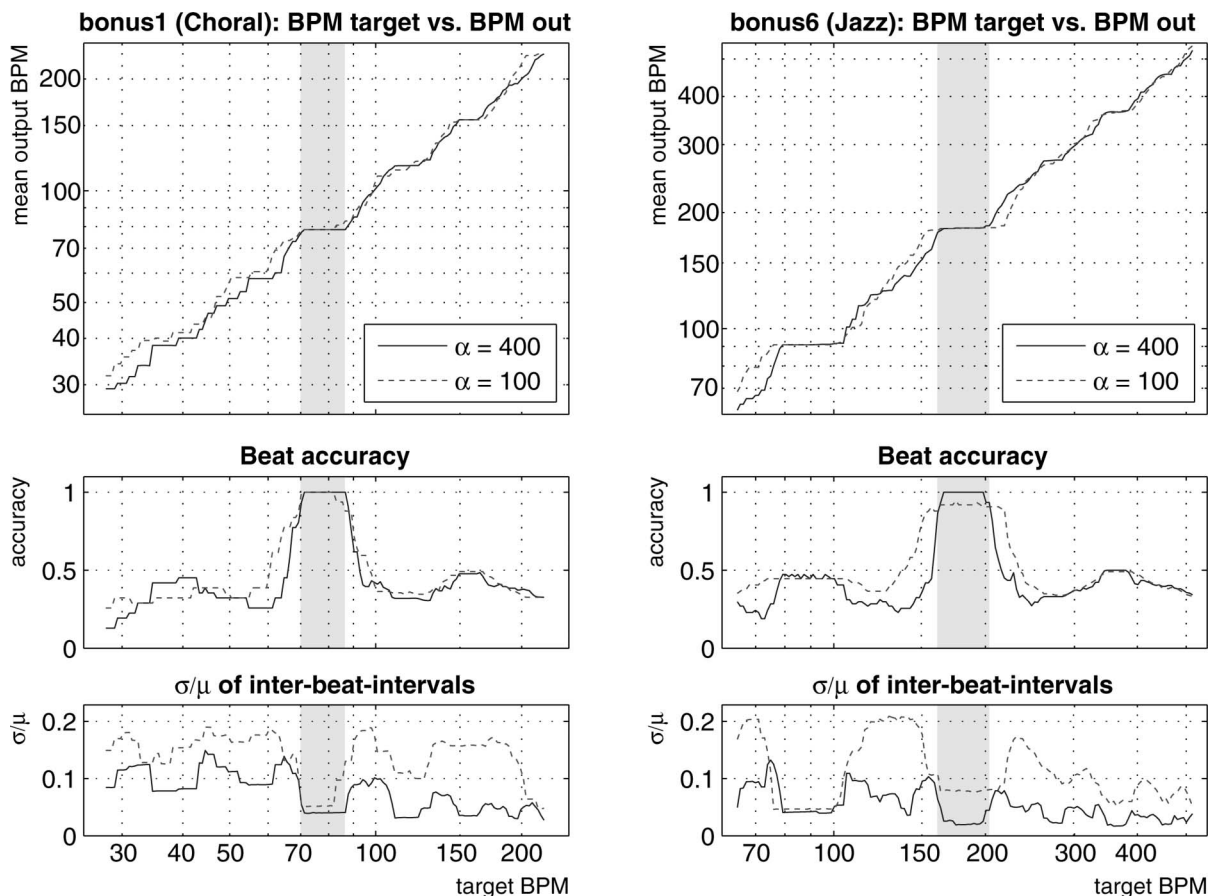 bonus1 (Choral): BPM target vs. BPM out
mean output BPM
200
150
100
70
50
40
30
α = 400
α = 100
Beat accuracy
accuracy
1
0.5
0
σ/μ of inter-beat-intervals
σ/μ
0.2
0.1
0
30 40 50 70 100 150 200
target BPM
bonus6 (Jazz): BPM target vs. BPM out
mean output BPM
400
300
200
150
100
70
α = 400
α = 100
Beat accuracy
accuracy
1
0.5
0
σ/μ of inter-beat-intervals
σ/μ
0.2
0.1
0
70 100 150 200 300 400
target BPM